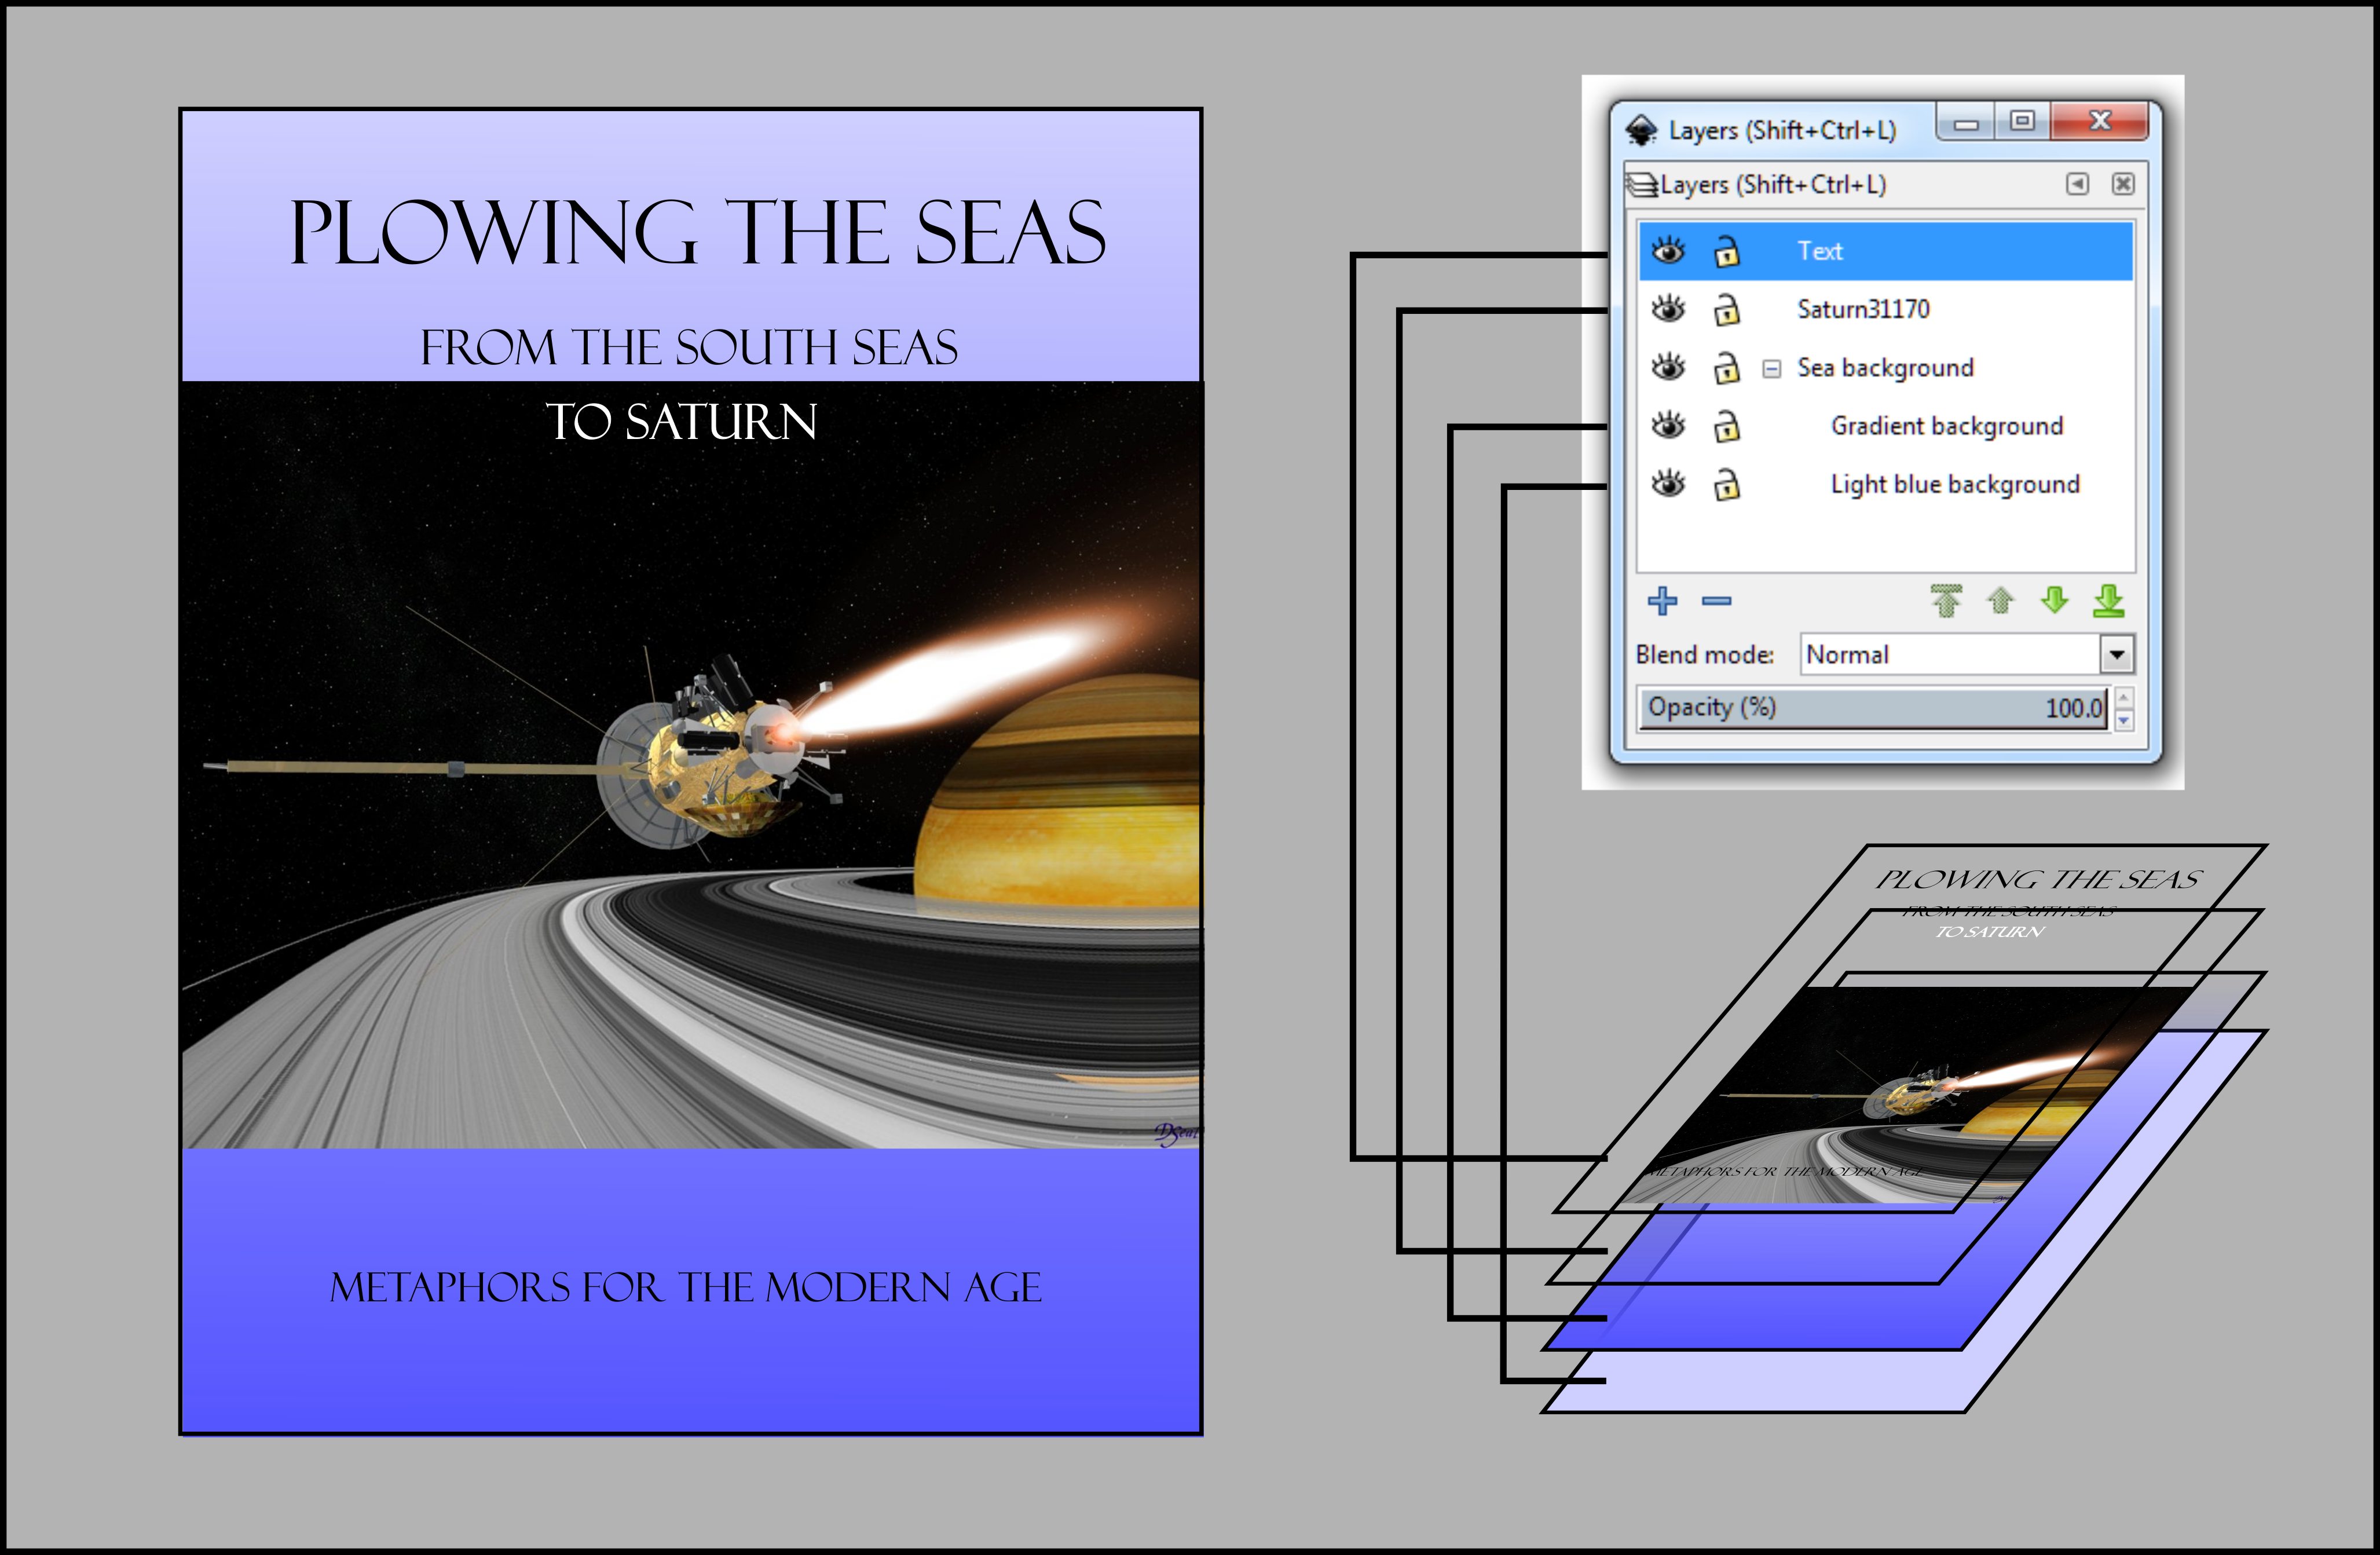 PLOWING THE SEAS
FROM THE SOUTH SEAS
TO SATURN
METAPHORS FOR THE MODERN AGE
Layers (Shift+Ctrl+L)
Layers (Shift+Ctrl+L)
Text
Saturn31170
Sea background
Gradient background
Light blue background
Blend mode: Normal
Opacity (%) 100.0
PLOWING THE SEAS
FROM THE SOUTH SEAS
TO SATURN
METAPHORS FOR THE MODERN AGE